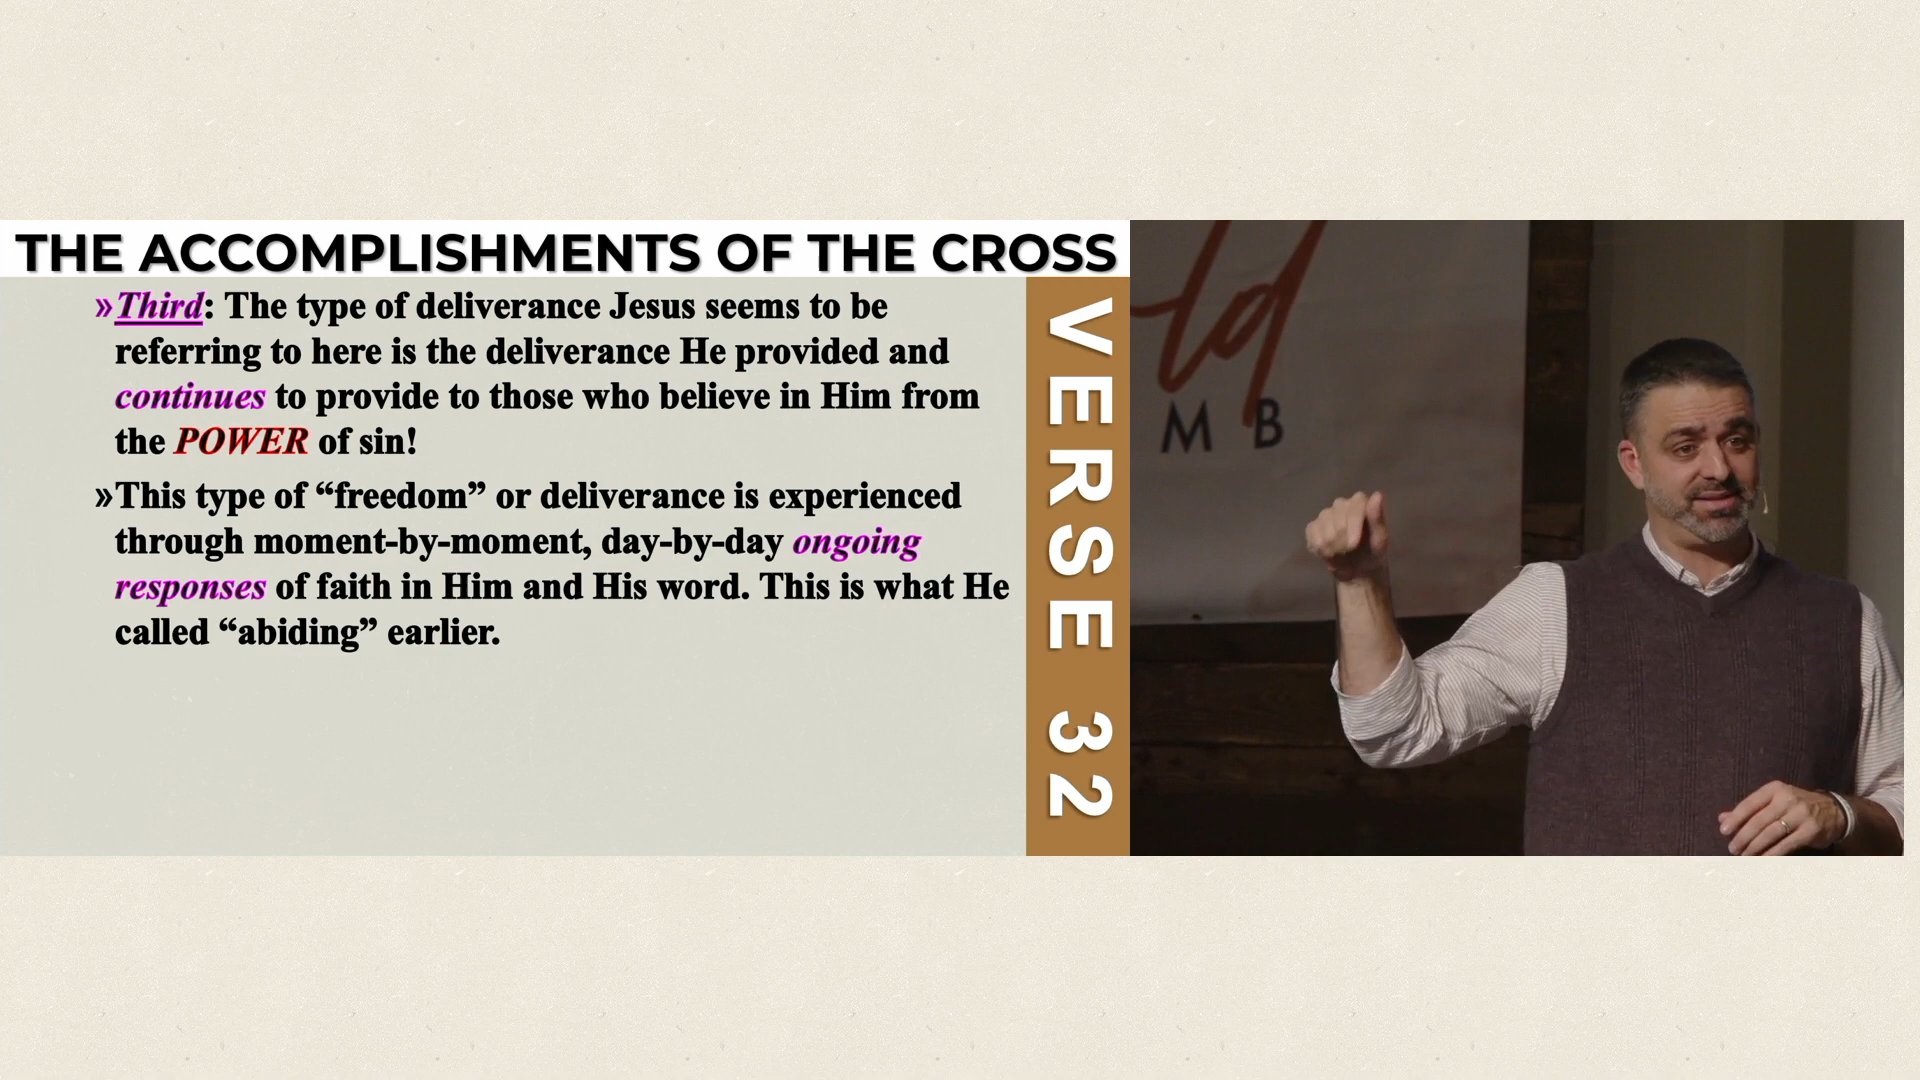 THE ACCOMPLISHMENTS OF THE CROSS
»Third: The type of deliverance Jesus seems to be
referring to here is the deliverance He provided and
continues to provide to those who believe in Him from
the POWER of sin!
»This type of “freedom” or deliverance is experienced
through moment-by-moment, day-by-day ongoing
responses of faith in Him and His word. This is what He
called “abiding” earlier.
VERSE 32
ld
M B